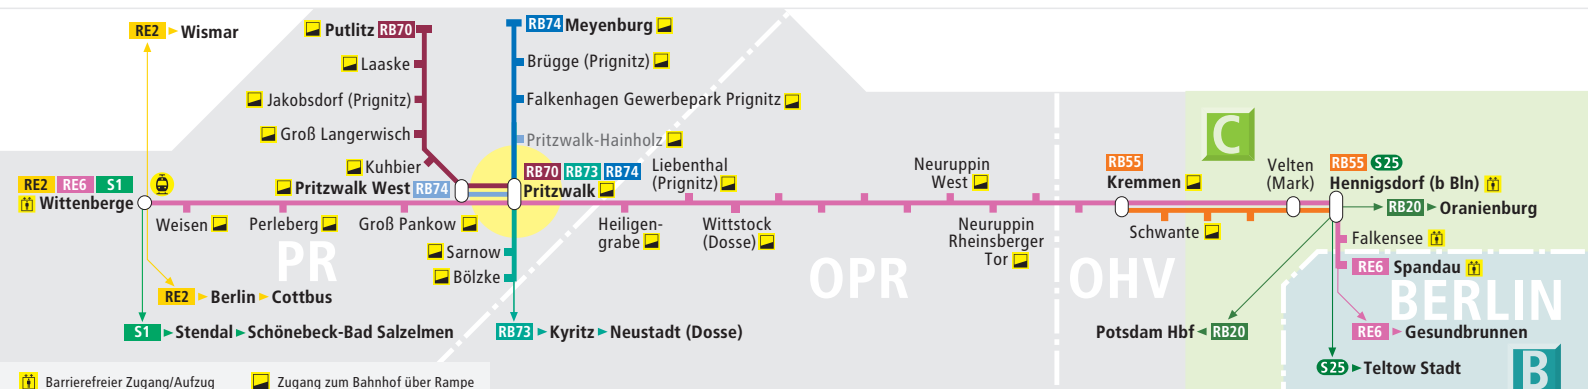 RE2 Wismar
Putlitz RB70
RB74 Meyenburg
Laaske
Brügge (Prignitz)
Jakobsdorf (Prignitz)
Falkenhagen Gewerbepark Prignitz
Groß Langerwisch
Pritzwalk-Hainholz
C
Kuhbier
Pritzwalk West RB74
RB70 RB73 RB74
Pritzwalk
Liebenthal
(Prignitz)
Neuruppin
West
RB55
Kremmen
Velten
(Mark)
RB55 S25
Hennigsdorf (b Bln)
RE2 RE6 S1
Wittenberge
RB20 Oranienburg
Weisen
Perleberg
Groß Pankow
Heiligen-
grabe
Wittstock
(Dosse)
Neuruppin
Rheinsberger
Tor
Schwante
Falkensee
Sarnow
RE6 Spandau
Bölzke
PR
OPR
OHV
BERLIN
RE2 Berlin Cottbus
S1 Stendal Schönebeck-Bad Salzelmen
RB73 Kyritz Neustadt (Dosse)
Potsdam Hbf RB20
RE6 Gesundbrunnen
S25 Teltow Stadt
B
Barrierefreier Zugang/Aufzug
Zugang zum Bahnhof über Rampe